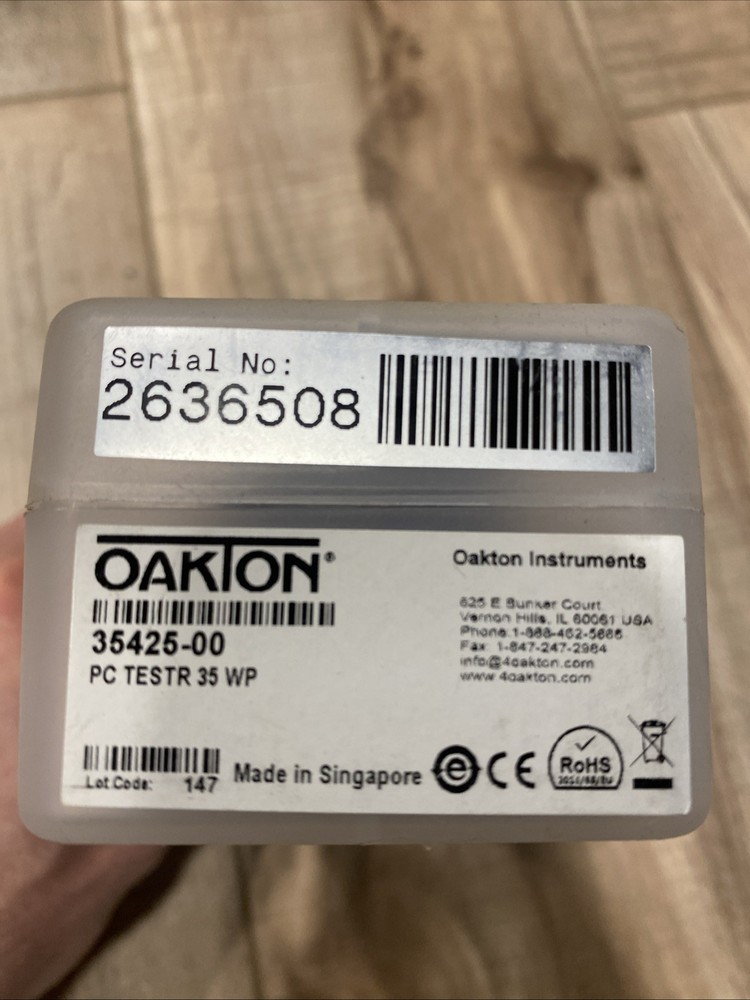 Serial No:
2636508
OAKTON®
35425-00
PC TESTR 35 WP
Oakton Instruments
625 E Bunker Court
Vernon Hills, IL 60061 USA
Phone:1-888-462-5666
Fax: 1-847-247-2984
info@4oakton.com
www.4oakton.com
Lot Code: 147
Made in Singapore
e
CE
RoHS